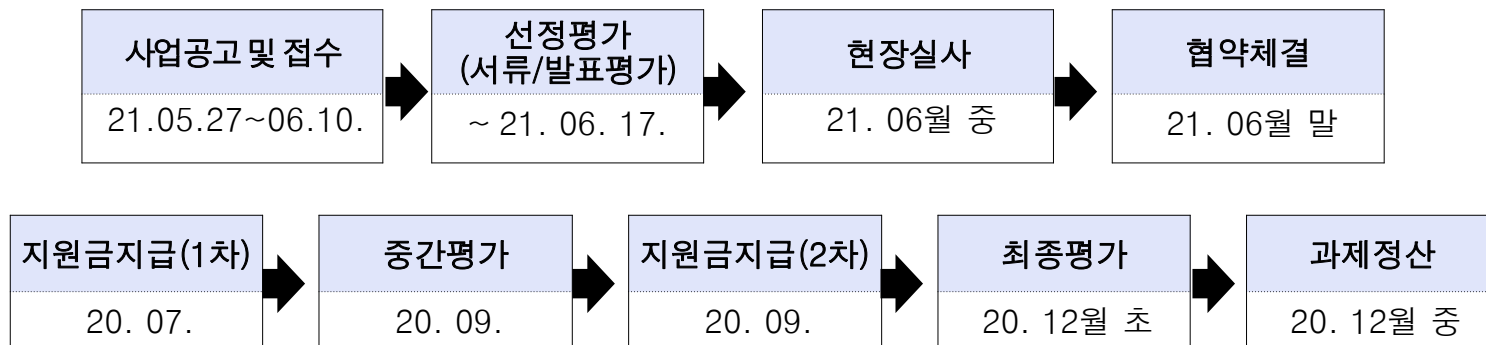 사업공고 및 접수
21.05.27~06.10.
선정평가
(서류/발표평가)
~ 21. 06. 17.
현장실사
21. 06월 중
협약체결
21. 06월 말
지원금지급(1차)
20. 07.
중간평가
20. 09.
지원금지급(2차)
20. 09.
최종평가
20. 12월 초
과제정산
20. 12월 중